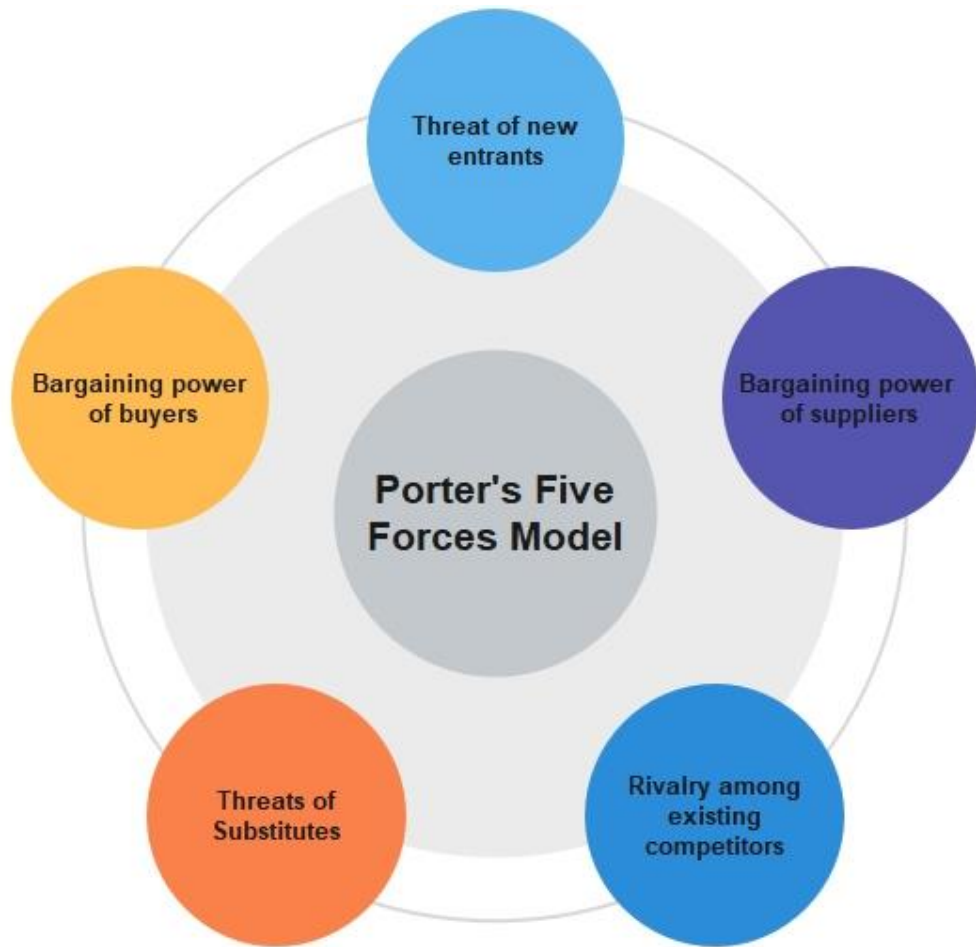 Threat of new
entrants
Bargaining power
of buyers
Bargaining power
of suppliers
Porter's Five
Forces Model
Threats of
Substitutes
Rivalry among
existing
competitors